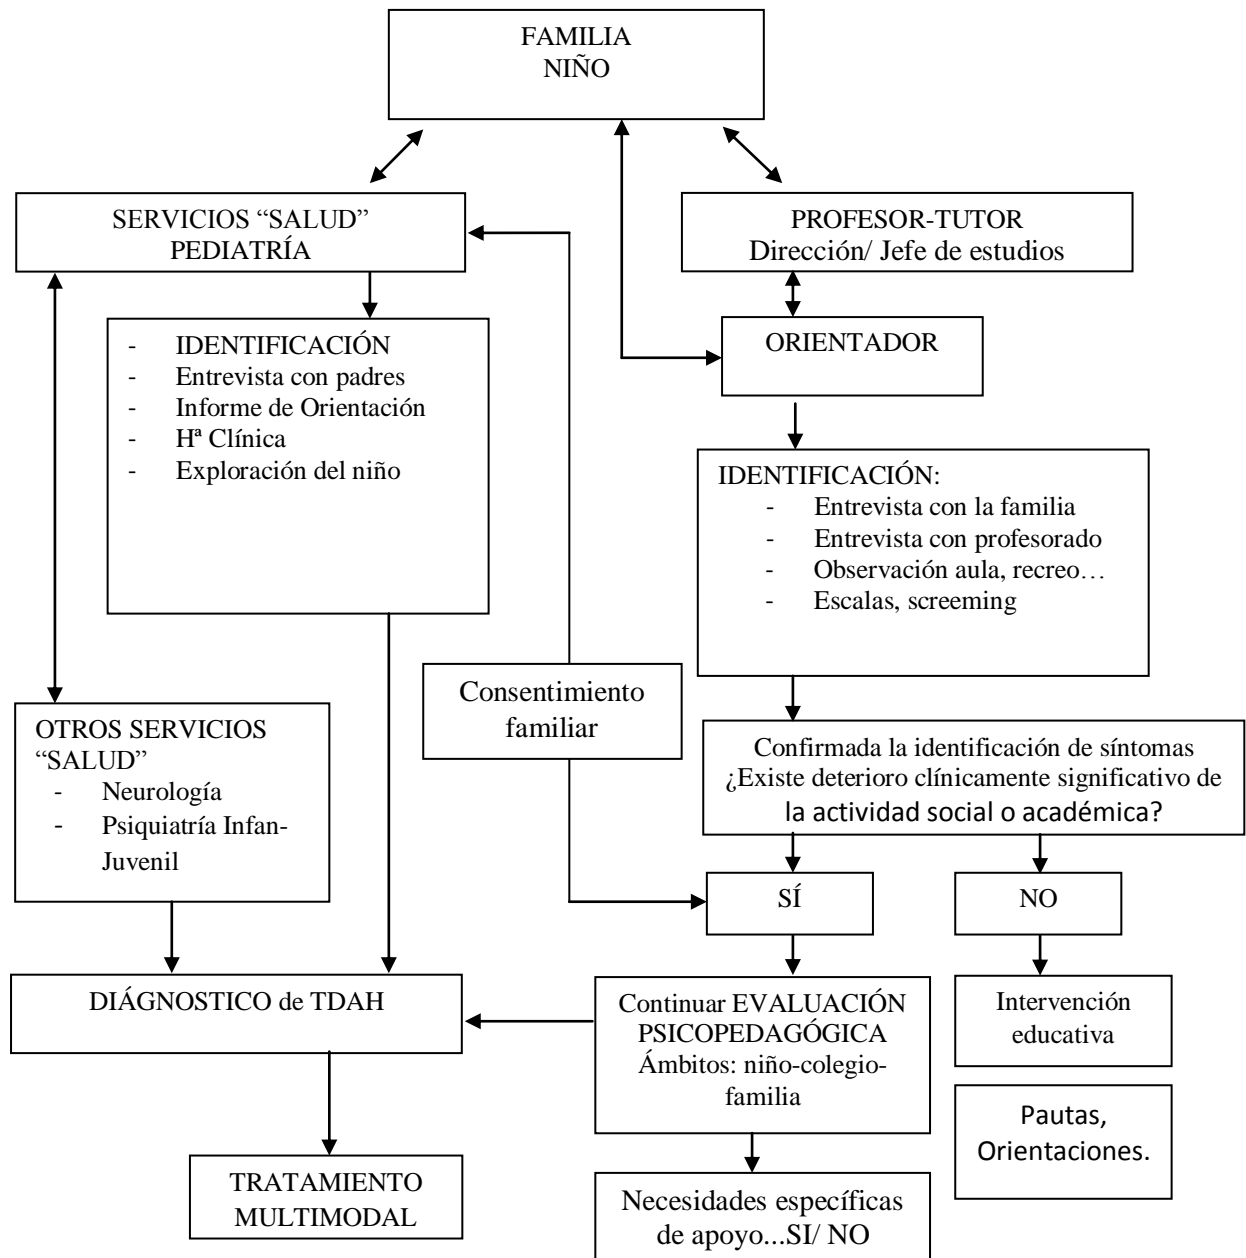 FAMILIA
NIÑO
SERVICIOS “SALUD”
PEDIATRÍA
PROFESOR-TUTOR
Dirección/ Jefe de estudios
ORIENTADOR
- IDENTIFICACIÓN
- Entrevista con padres
- Informe de Orientación
- Hª Clínica
- Exploración del niño
IDENTIFICACIÓN:
- Entrevista con la familia
- Entrevista con profesorado
- Observación aula, recreo…
- Escalas, screeming
Consentimiento
familiar
OTROS SERVICIOS
“SALUD”
- Neurología
- Psiquiatría Infan-
Juvenil
Confirmada la identificación de síntomas
¿Existe deterioro clínicamente significativo de
la actividad social o académica?
SÍ
NO
DIÁGNOSTICO de TDAH
Continuar EVALUACIÓN
PSICOPEDAGÓGICA
Ámbitos: niño-colegio-
familia
Intervención
educativa
Pautas,
Orientaciones.
TRATAMIENTO
MULTIMODAL
Necesidades específicas
de apoyo...SI/ NO